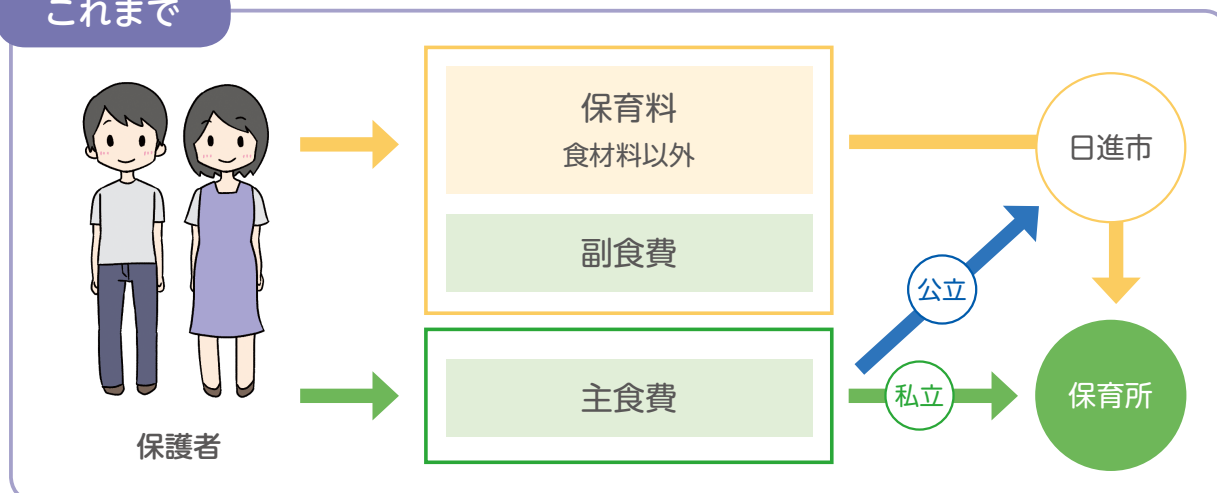 これまで
保育料
食材料以外
副食費
主食費
日進市
公立
私立
保育所
保護者